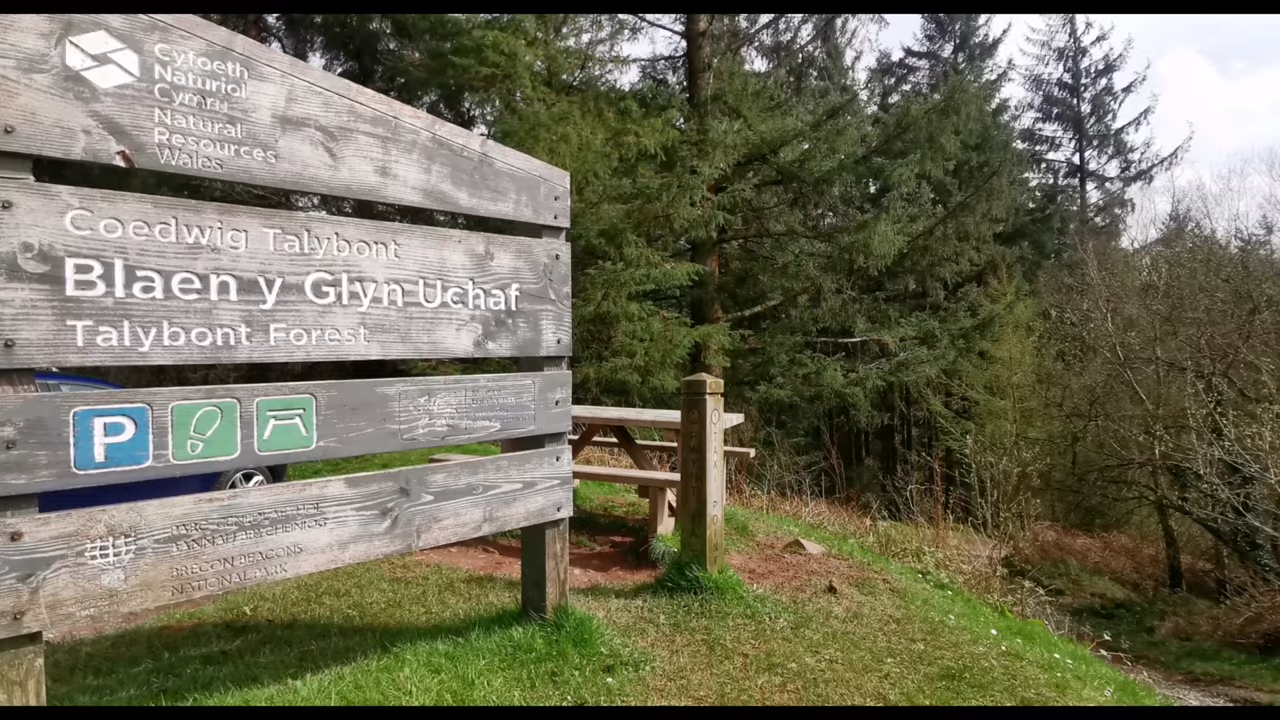 Cyfoeth
Naturiol
Cymru
Natural
Resources
Wales
Coedwig Talybont
Blaen y Glyn Uchaf
Talybont Forest
P
PARC CENEDLAETHOL
BANNAU BRYCHEINIOG
BRECON BEACONS
NATIONAL PARK